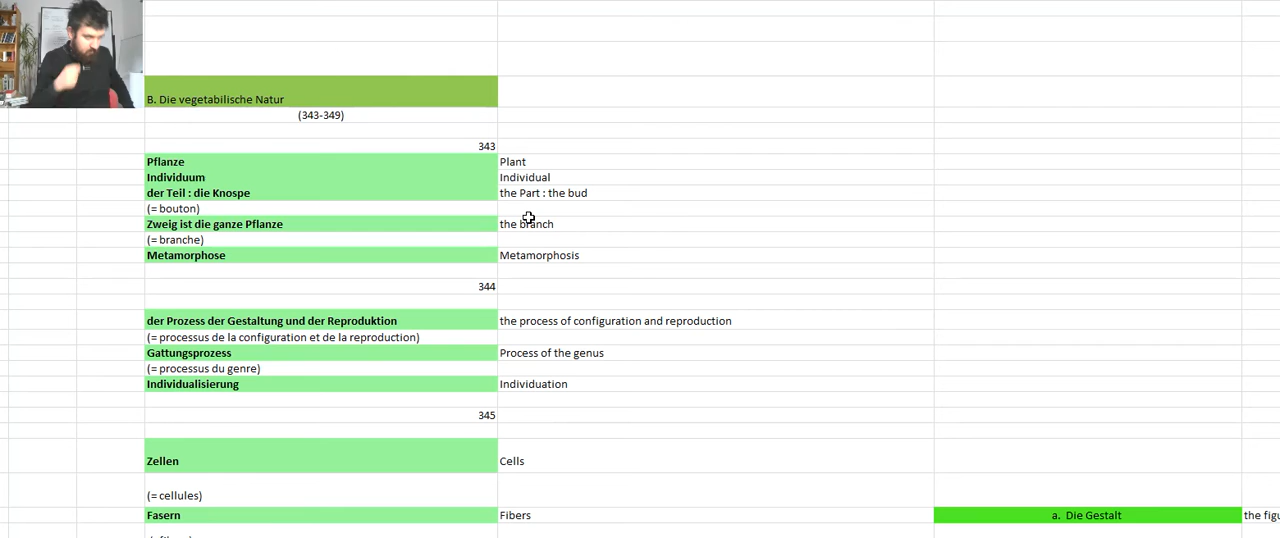 B. Die vegetabilische Natur
(343-349)
343
Pflanze Plant
Individuum Individual
der Teil : die Knospe the Part : the bud
(= bouton)
Zweig ist die ganze Pflanze the branch
(= branche)
Metamorphose Metamorphosis
344
der Prozess der Gestaltung und der Reproduktion the process of configuration and reproduction
(= processus de la configuration et de la reproduction)
Gattungsprozess Process of the genus
(= processus du genre)
Individualisierung Individuation
345
Zellen Cells
(= cellules)
Fasern Fibers a. Die Gestalt the figu